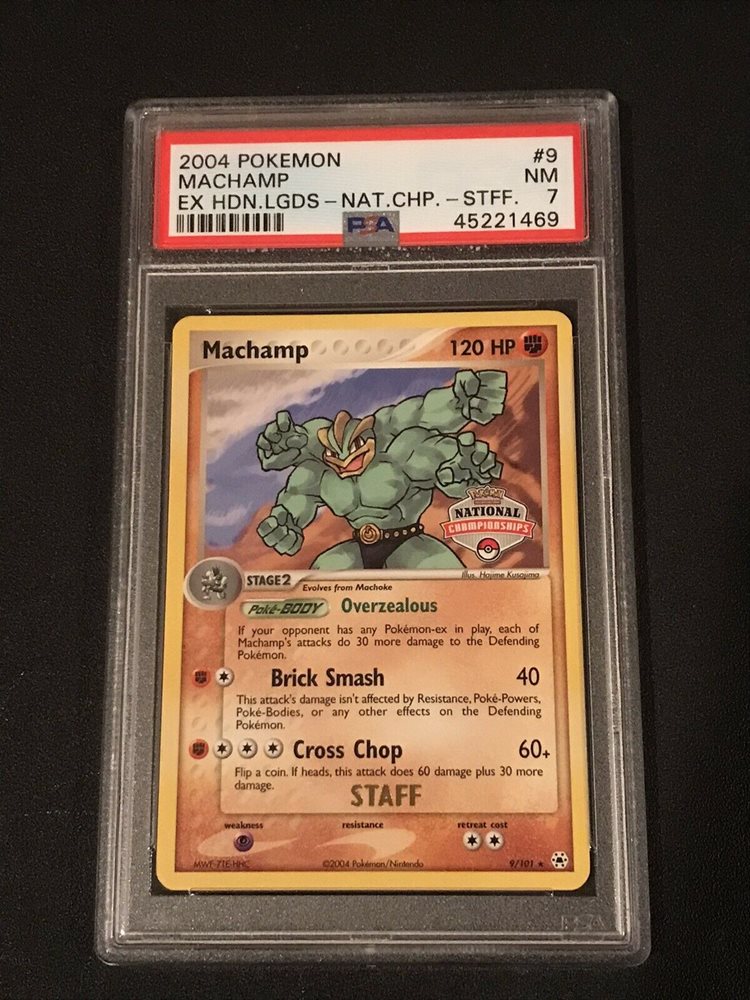 2004 POKEMON #9
MACHAMP NM
EX HDN.LGDS - NAT.CHP. - STFF. 7
PSA 45221469
Machamp 120 HP
POKéMON
NATIONAL
CHAMPIONSHIPS
Illus. Hajime Kusajima
STAGE2 Evolves from Machoke
Poké-BODY Overzealous
If your opponent has any Pokémon-ex in play, each of
Machamp's attacks do 30 more damage to the Defending
Pokémon.
Brick Smash 40
This attack's damage isn't affected by Resistance, Poké-Powers,
Poké-Bodies, or any other effects on the Defending
Pokémon.
Cross Chop 60+
Flip a coin. If heads, this attack does 60 damage plus 30 more
damage.
STAFF
weakness resistance retreat cost
MWF-71E-HHC ©2004 Pokémon/Nintendo 9/101 ★
PSA